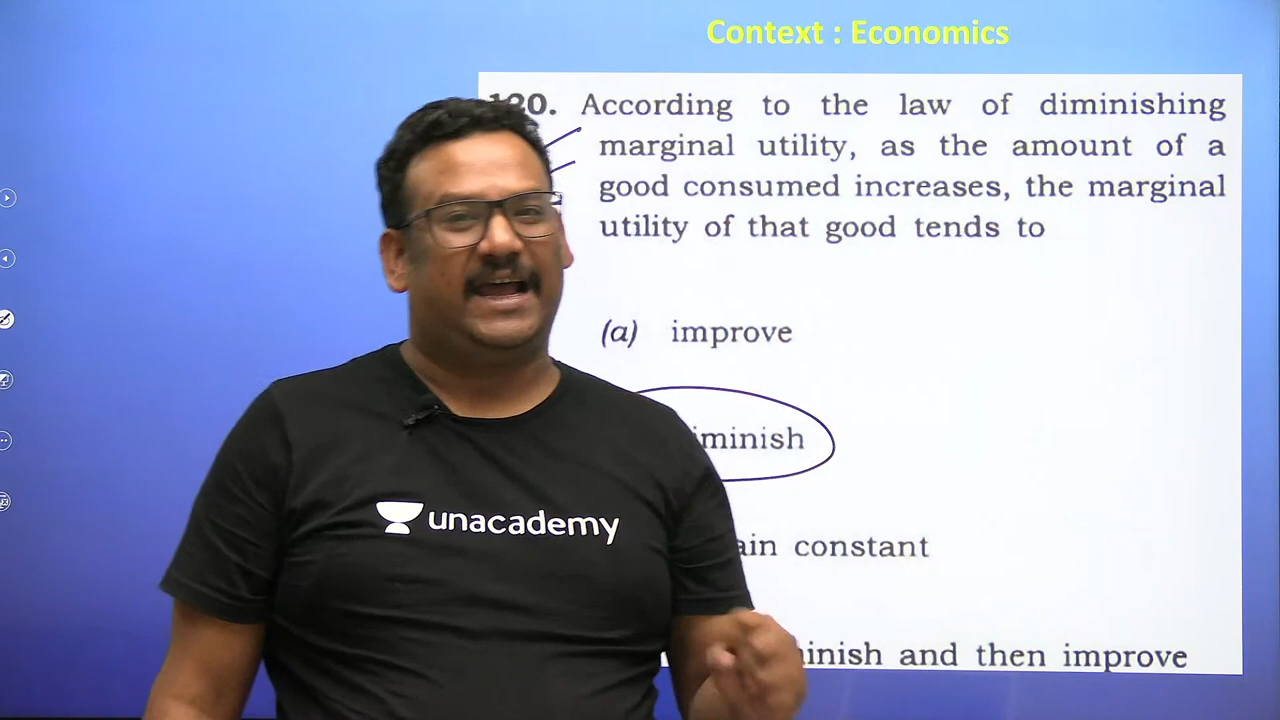 Context : Economics
120. According to the law of diminishing
marginal utility, as the amount of a
good consumed increases, the marginal
utility of that good tends to
(a) improve
iminish
ain constant
inish and then improve
unacademy